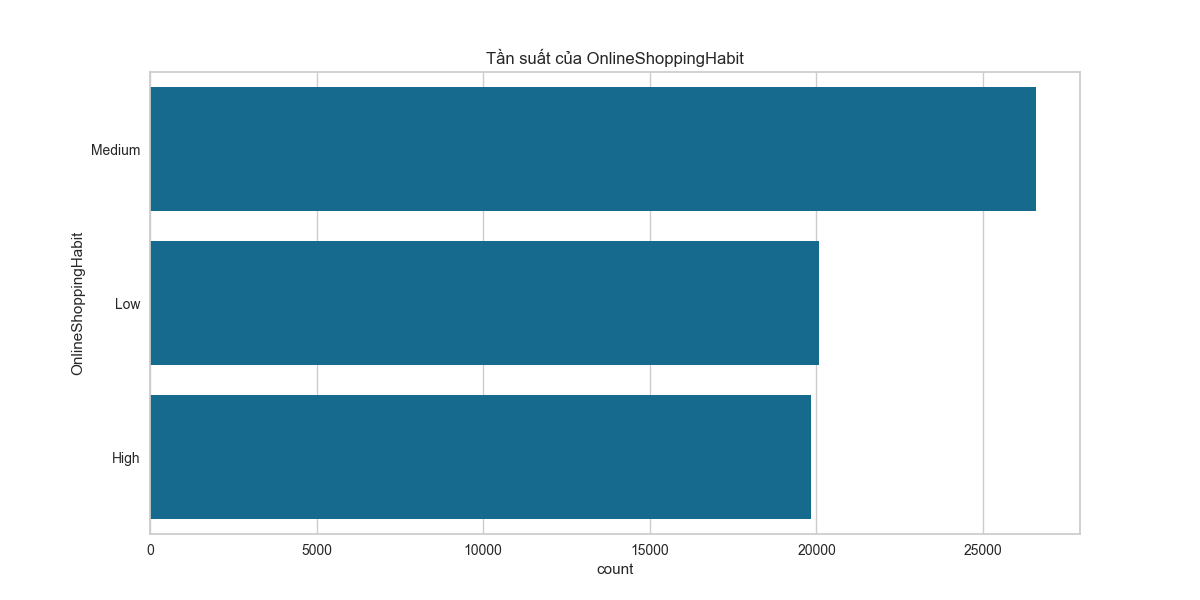 Tần suất của OnlineShoppingHabit
OnlineShoppingHabit
Medium
Low
High
0 5000 10000 15000 20000 25000
count